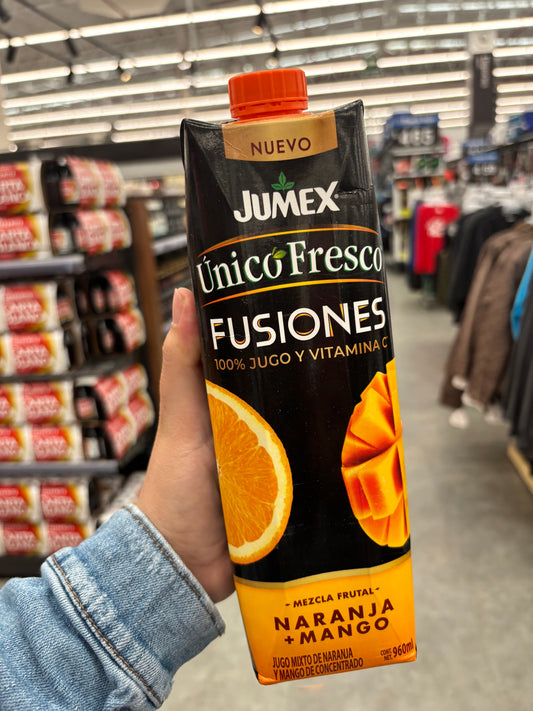 NUEVO
JUMEX
Único Fresco
FUSIONES
100% JUGO Y VITAMINA C
- MEZCLA FRUTAL -
NARANJA
+ MANGO
JUGO MIXTO DE NARANJA
Y MANGO DE CONCENTRADO
CONT.
NET. 960ml